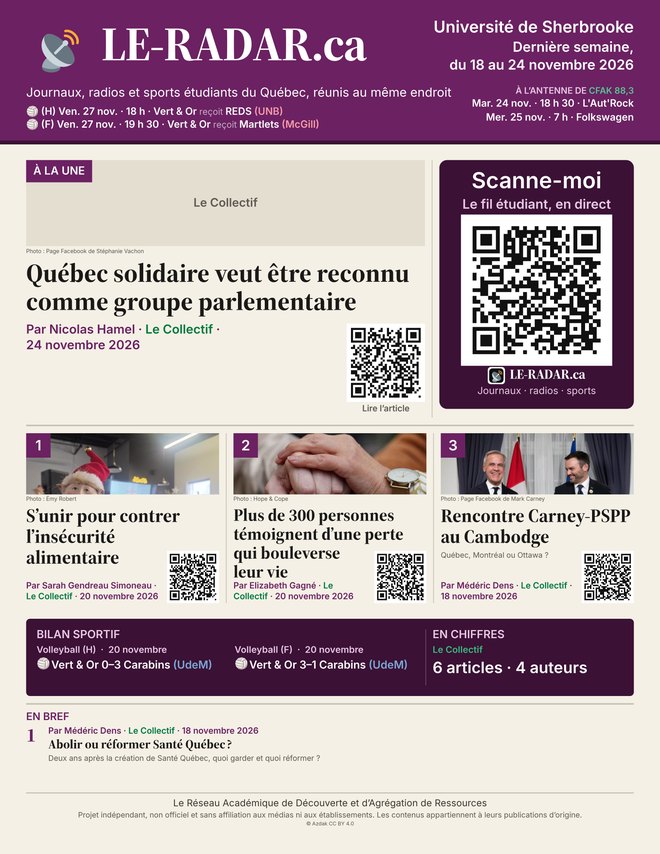 LE-RADAR.ca
Journaux, radios et sports étudiants du Québec, réunis au même endroit
(H) Ven. 27 nov. · 18 h · Vert & Or reçoit REDS (UNB)
(F) Ven. 27 nov. · 19 h 30 · Vert & Or reçoit Martlets (McGill)
Université de Sherbrooke
Dernière semaine,
du 18 au 24 novembre 2026
À L'ANTENNE DE CFAK 88,3
Mar. 24 nov. · 18 h 30 · L'Aut'Rock
Mer. 25 nov. · 7 h · Folkswagen
À LA UNE
Le Collectif
Photo : Page Facebook de Stéphanie Vachon
Québec solidaire veut être reconnu
comme groupe parlementaire
Par Nicolas Hamel · Le Collectif ·
24 novembre 2026
Lire l'article
Scanne-moi
Le fil étudiant, en direct
LE-RADAR.ca
Journaux · radios · sports
1
Photo : Émy Robert
S'unir pour contrer
l'insécurité
alimentaire
Par Sarah Gendreau Simoneau ·
Le Collectif · 20 novembre 2026
2
Photo : Hope & Cope
Plus de 300 personnes
témoignent d'une perte
qui bouleverse
leur vie
Par Elizabeth Gagné · Le
Collectif · 20 novembre 2026
3
Photo : Page Facebook de Mark Carney
Rencontre Carney-PSPP
au Cambodge
Québec, Montréal ou Ottawa ?
Par Médéric Dens · Le Collectif ·
18 novembre 2026
BILAN SPORTIF
Volleyball (H) · 20 novembre
Vert & Or 0–3 Carabins (UdeM)
Volleyball (F) · 20 novembre
Vert & Or 3–1 Carabins (UdeM)
EN CHIFFRES
Le Collectif
6 articles · 4 auteurs
EN BREF
1
Par Médéric Dens · Le Collectif · 18 novembre 2026
Abolir ou réformer Santé Québec ?
Deux ans après la création de Santé Québec, quoi garder et quoi réformer ?
Le Réseau Académique de Découverte et d'Agrégation de Ressources
Projet indépendant, non officiel et sans affiliation aux médias ni aux établissements. Les contenus appartiennent à leurs publications d'origine.
© Azdak CC BY 4.0